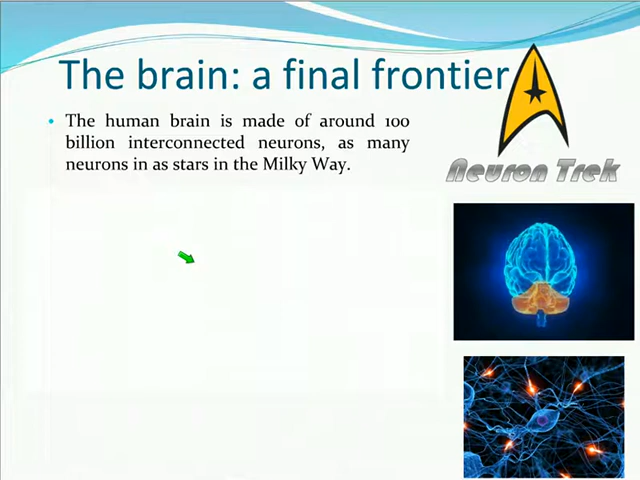 The brain: a final frontier
• The human brain is made of around 100
billion interconnected neurons, as many
neurons in as stars in the Milky Way.
Neuron Trek